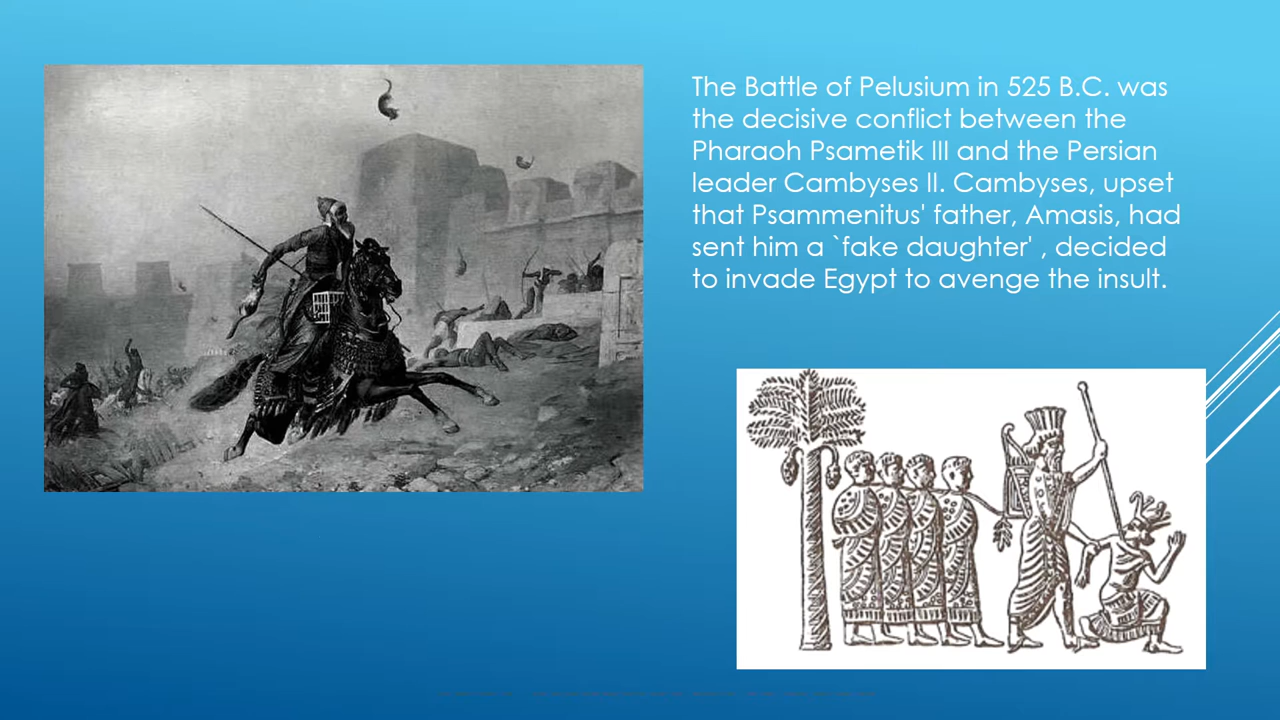 The Battle of Pelusium in 525 B.C. was
the decisive conflict between the
Pharaoh Psametik III and the Persian
leader Cambyses II. Cambyses, upset
that Psammenitus' father, Amasis, had
sent him a `fake daughter' , decided
to invade Egypt to avenge the insult.